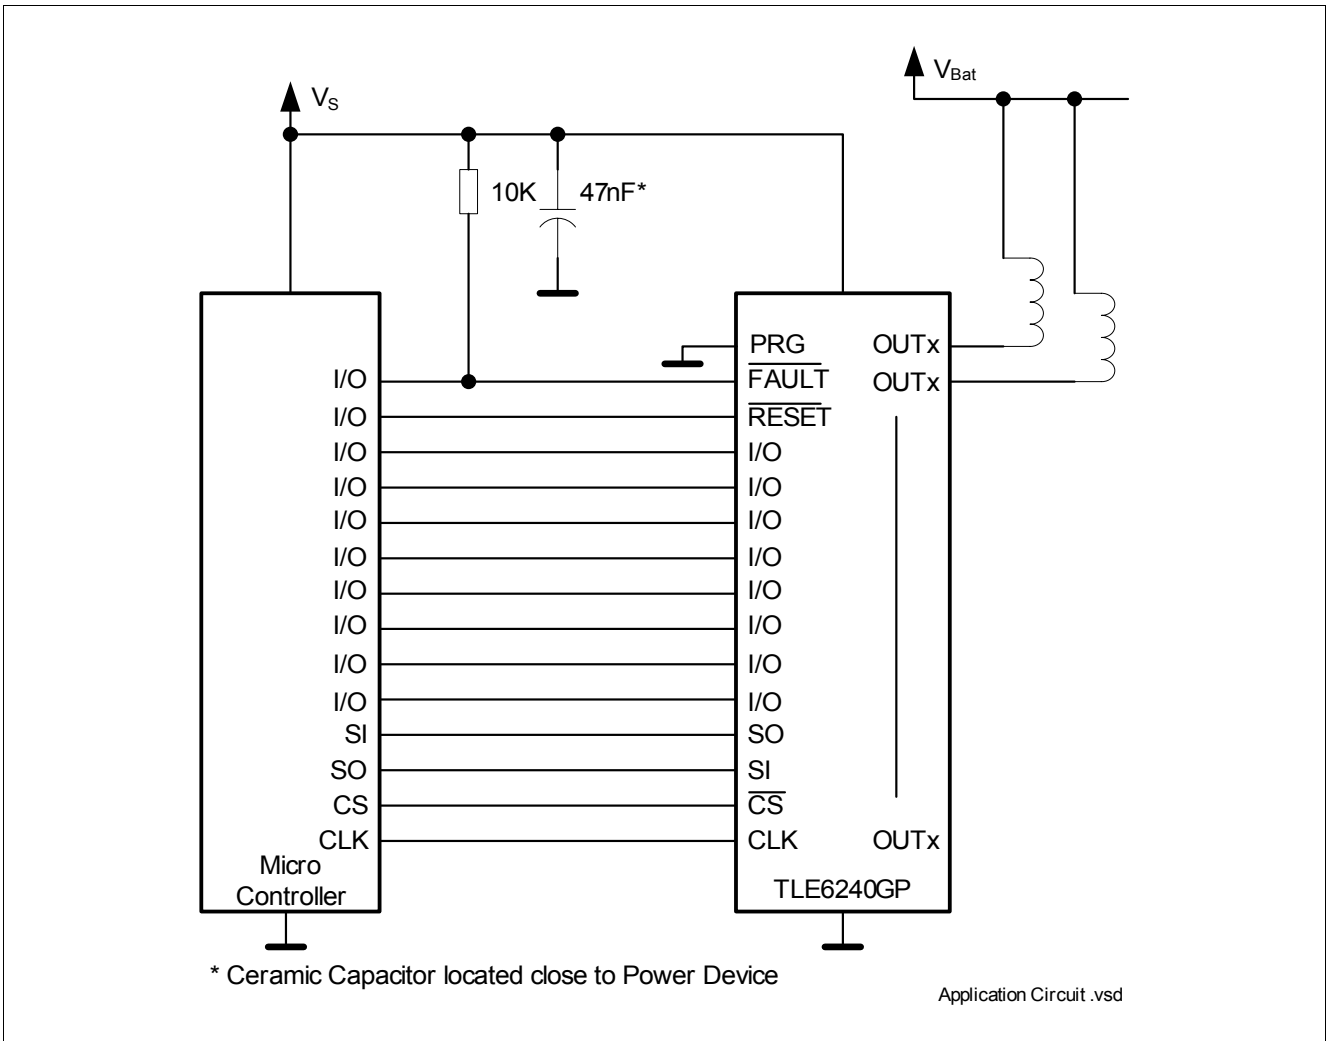 VBat
VS
10K 47nF*
PRG OUTx
I/O FAULT OUTx
I/O RESET
I/O I/O
I/O I/O
I/O I/O
I/O I/O
I/O I/O
I/O I/O
I/O I/O
I/O I/O
SI SO
SO SI
CS CS
CLK CLK OUTx
Micro
Controller
TLE6240GP
* Ceramic Capacitor located close to Power Device
Application Circuit .vsd